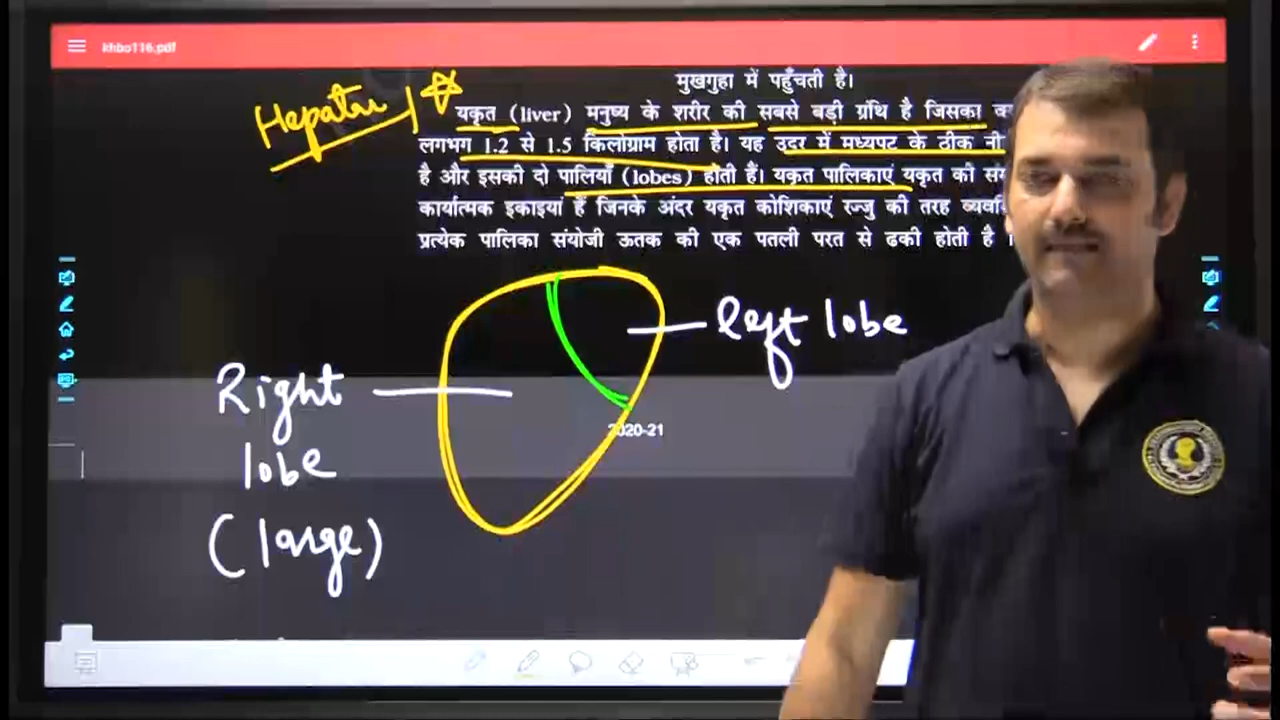 khbo116.pdf
मुखगुहा में पहुँचती है।
Hepatic
यकृत (liver) मनुष्य के शरीर की सबसे बड़ी ग्रंथि है जिसका
लगभग 1.2 से 1.5 किलोग्राम होता है। यह उदर में मध्यपट के ठीक
है और इसकी दो पालियाँ (lobes) होती हैं। यकृत पालिकाएं यकृत की
कार्यात्मक इकाइयां हैं जिनके अंदर यकृत कोशिकाएं रज्जु की तरह
प्रत्येक पालिका संयोजी ऊतक की एक पतली परत से ढकी होती है
left lobe
Right
lobe
(large)
2020-21